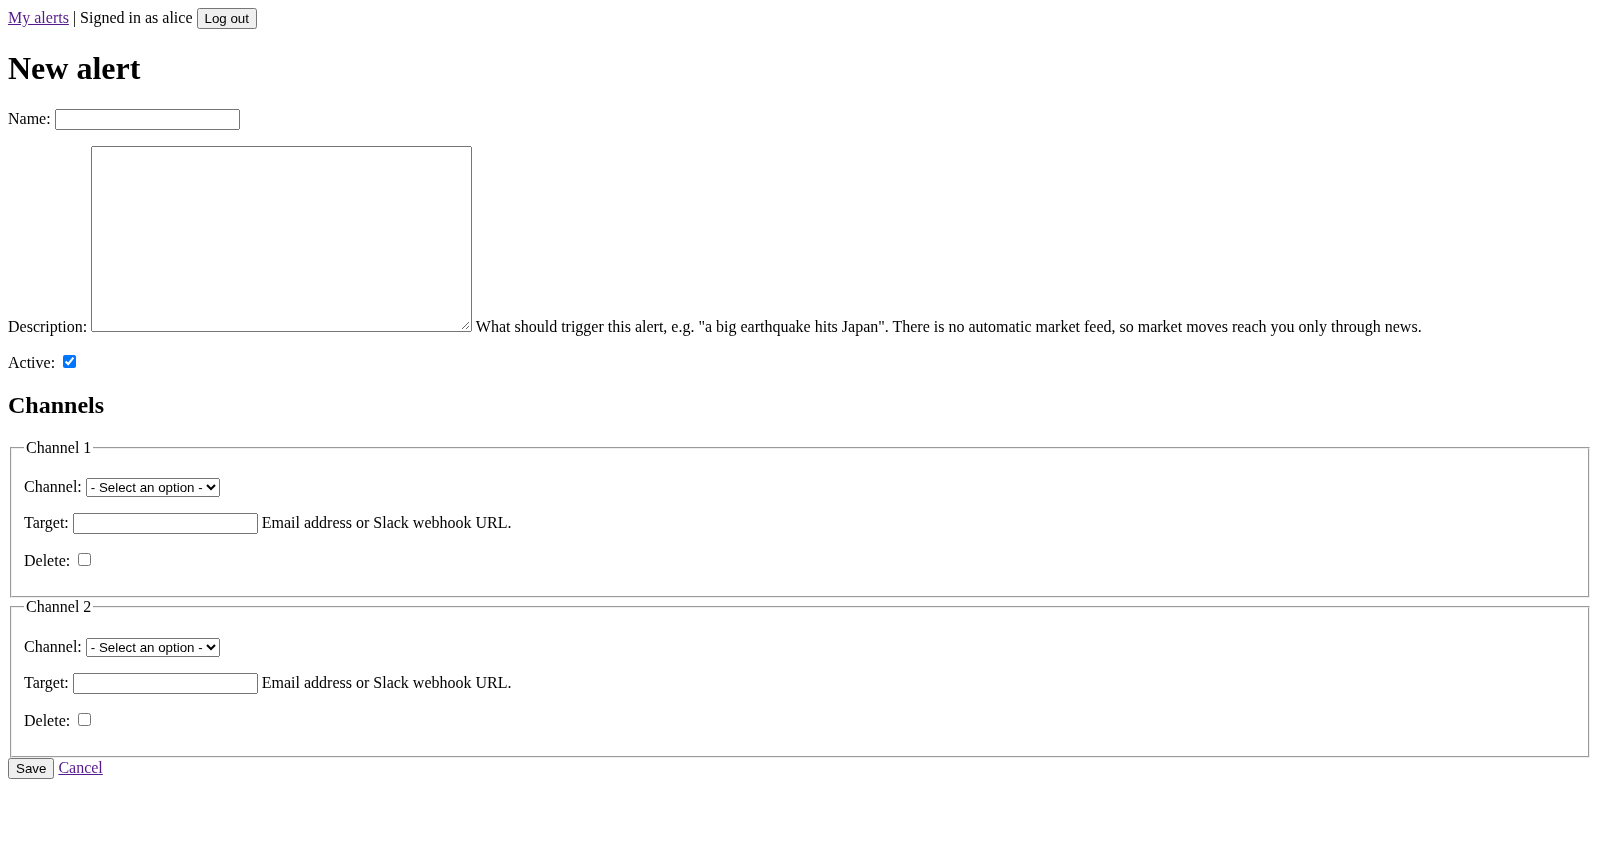 My alerts | Signed in as alice Log out
New alert
Name:
Description: What should trigger this alert, e.g. "a big earthquake hits Japan". There is no automatic market feed, so market moves reach you only through news.
Active:
Channels
Channel 1
Channel: - Select an option -
Target: Email address or Slack webhook URL.
Delete:
Channel 2
Channel: - Select an option -
Target: Email address or Slack webhook URL.
Delete:
Save Cancel